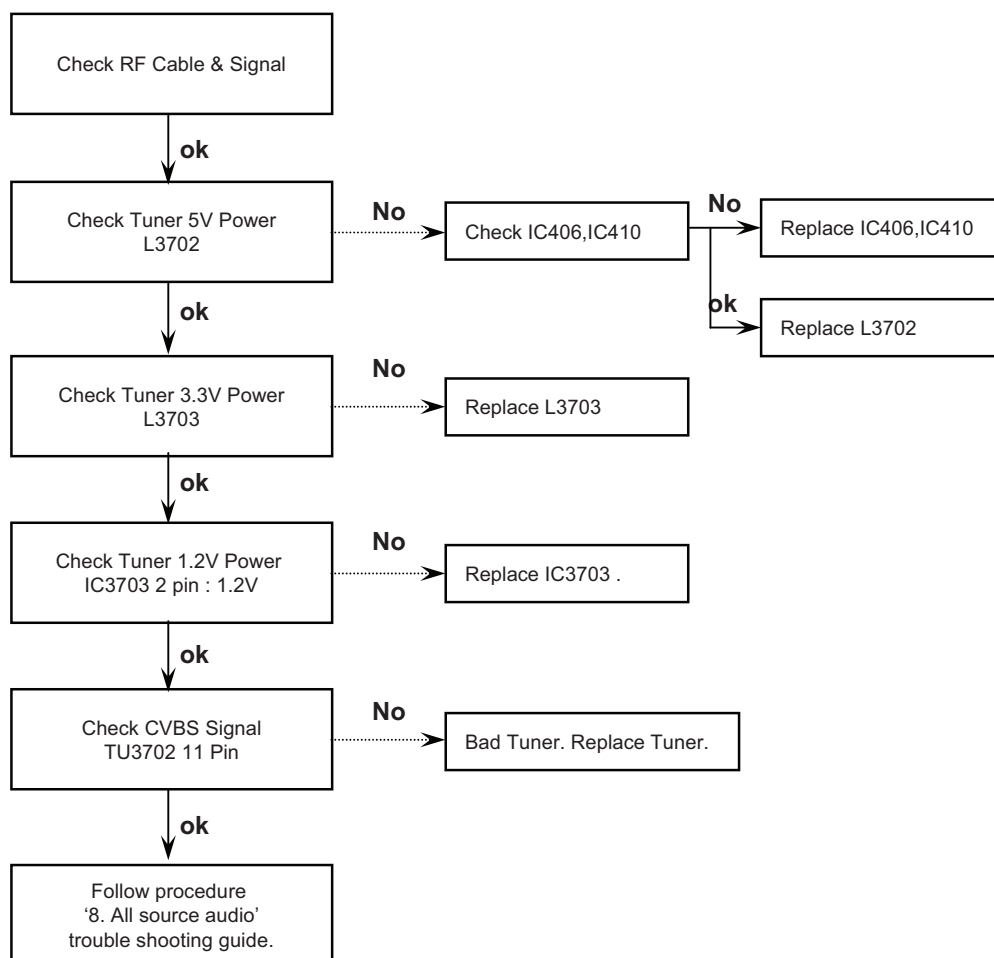 Check RF Cable & Signal
ok
Check Tuner 5V Power
L3702
No
Check IC406,IC410
No
Replace IC406,IC410
ok
Replace L3702
ok
Check Tuner 3.3V Power
L3703
No
Replace L3703
ok
Check Tuner 1.2V Power
IC3703 2 pin : 1.2V
No
Replace IC3703 .
ok
Check CVBS Signal
TU3702 11 Pin
No
Bad Tuner. Replace Tuner.
ok
Follow procedure
‘8. All source audio’
trouble shooting guide.